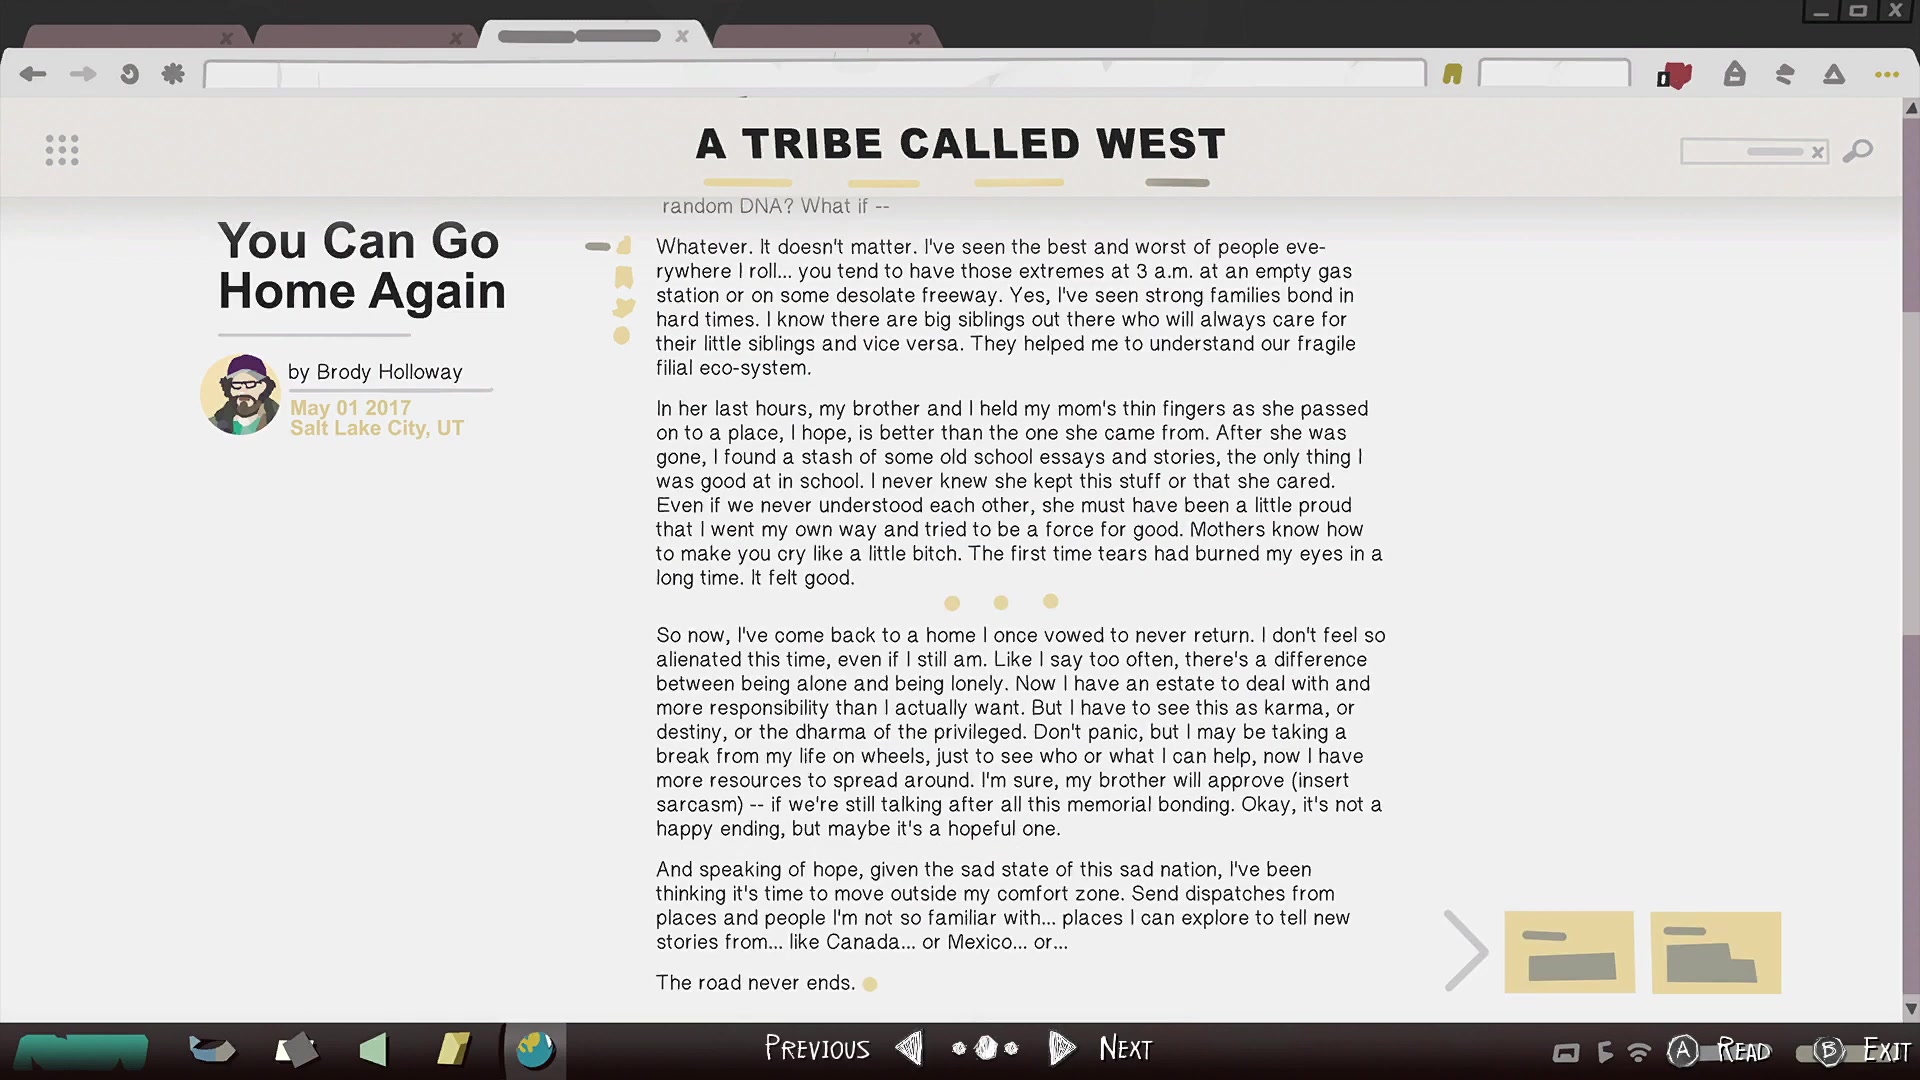 A TRIBE CALLED WEST
You Can Go
Home Again
by Brody Holloway
May 01 2017
Salt Lake City, UT
random DNA? What if --
Whatever. It doesn't matter. I've seen the best and worst of people eve-
rywhere I roll... you tend to have those extremes at 3 a.m. at an empty gas
station or on some desolate freeway. Yes, I've seen strong families bond in
hard times. I know there are big siblings out there who will always care for
their little siblings and vice versa. They helped me to understand our fragile
filial eco-system.
In her last hours, my brother and I held my mom's thin fingers as she passed
on to a place, I hope, is better than the one she came from. After she was
gone, I found a stash of some old school essays and stories, the only thing I
was good at in school. I never knew she kept this stuff or that she cared.
Even if we never understood each other, she must have been a little proud
that I went my own way and tried to be a force for good. Mothers know how
to make you cry like a little bitch. The first time tears had burned my eyes in a
long time. It felt good.
So now, I've come back to a home I once vowed to never return. I don't feel so
alienated this time, even if I still am. Like I say too often, there's a difference
between being alone and being lonely. Now I have an estate to deal with and
more responsibility than I actually want. But I have to see this as karma, or
destiny, or the dharma of the privileged. Don't panic, but I may be taking a
break from my life on wheels, just to see who or what I can help, now I have
more resources to spread around. I'm sure, my brother will approve (insert
sarcasm) -- if we're still talking after all this memorial bonding. Okay, it's not a
happy ending, but maybe it's a hopeful one.
And speaking of hope, given the sad state of this sad nation, I've been
thinking it's time to move outside my comfort zone. Send dispatches from
places and people I'm not so familiar with... places I can explore to tell new
stories from... like Canada... or Mexico... or...
The road never ends.
PREVIOUS NEXT
A READ B EXIT